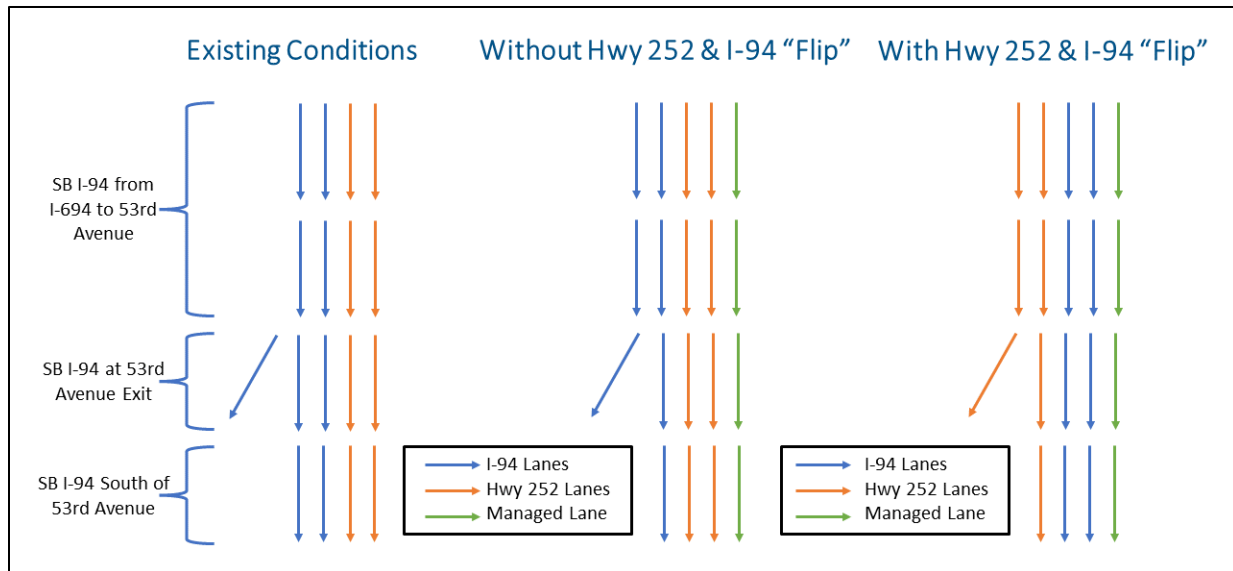 Existing Conditions
Without Hwy 252 & I-94 “Flip”
With Hwy 252 & I-94 “Flip”
SB I-94 from
I-694 to 53rd
Avenue
SB I-94 at 53rd
Avenue Exit
SB I-94 South of
53rd Avenue
I-94 Lanes
Hwy 252 Lanes
Managed Lane
I-94 Lanes
Hwy 252 Lanes
Managed Lane